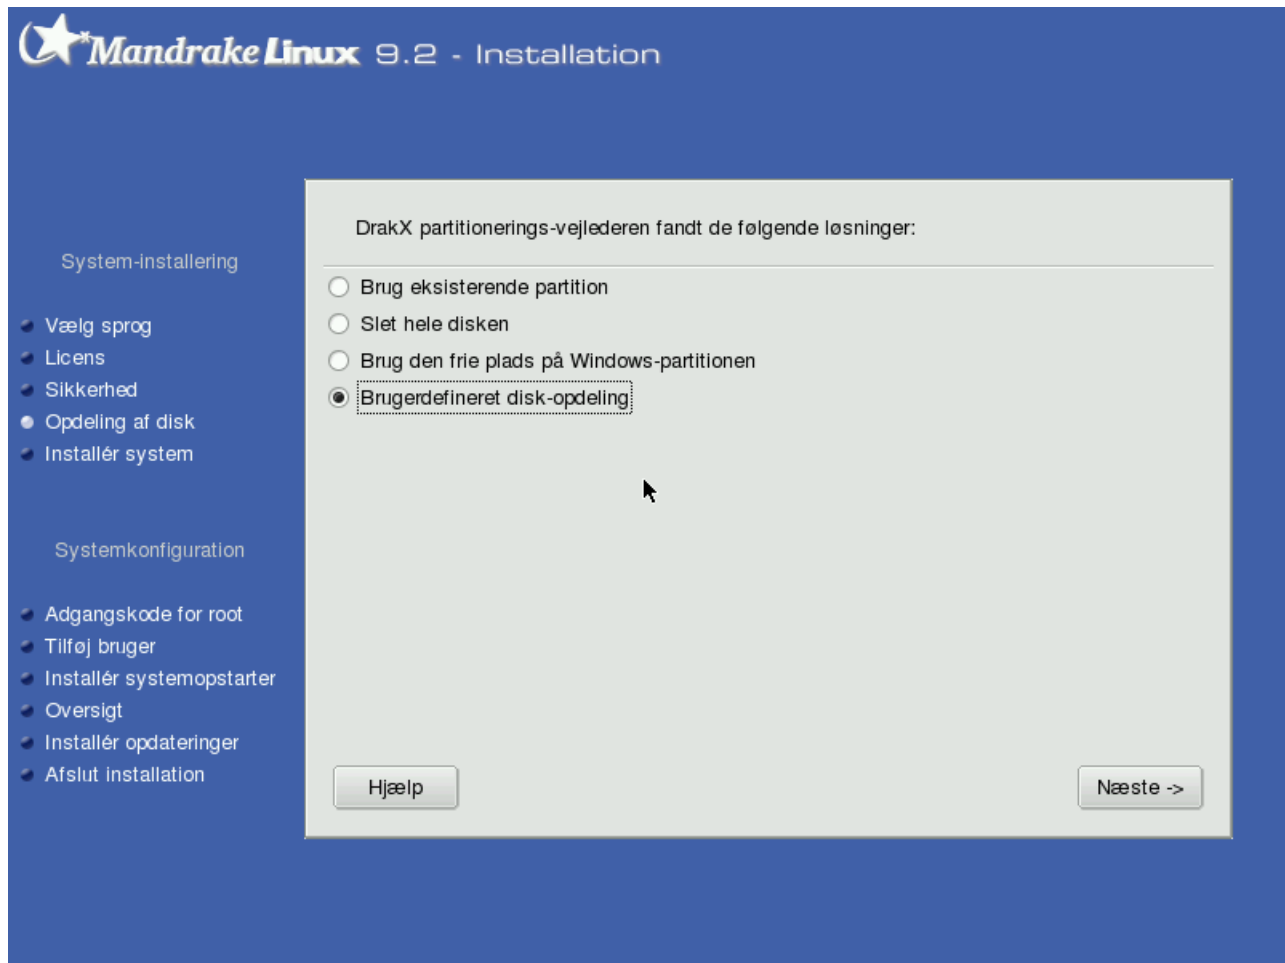 Mandrake Linux 9.2 - Installation
System-installering
Vælg sprog
Licens
Sikkerhed
Opdeling af disk
Installér system
Systemkonfiguration
Adgangskode for root
Tilføj bruger
Installér systemopstarter
Oversigt
Installér opdateringer
Afslut installation
DrakX partitionerings-vejlederen fandt de følgende løsninger:
Brug eksisterende partition
Slet hele disken
Brug den frie plads på Windows-partitionen
Brugerdefineret disk-opdeling
Hjælp
Næste ->